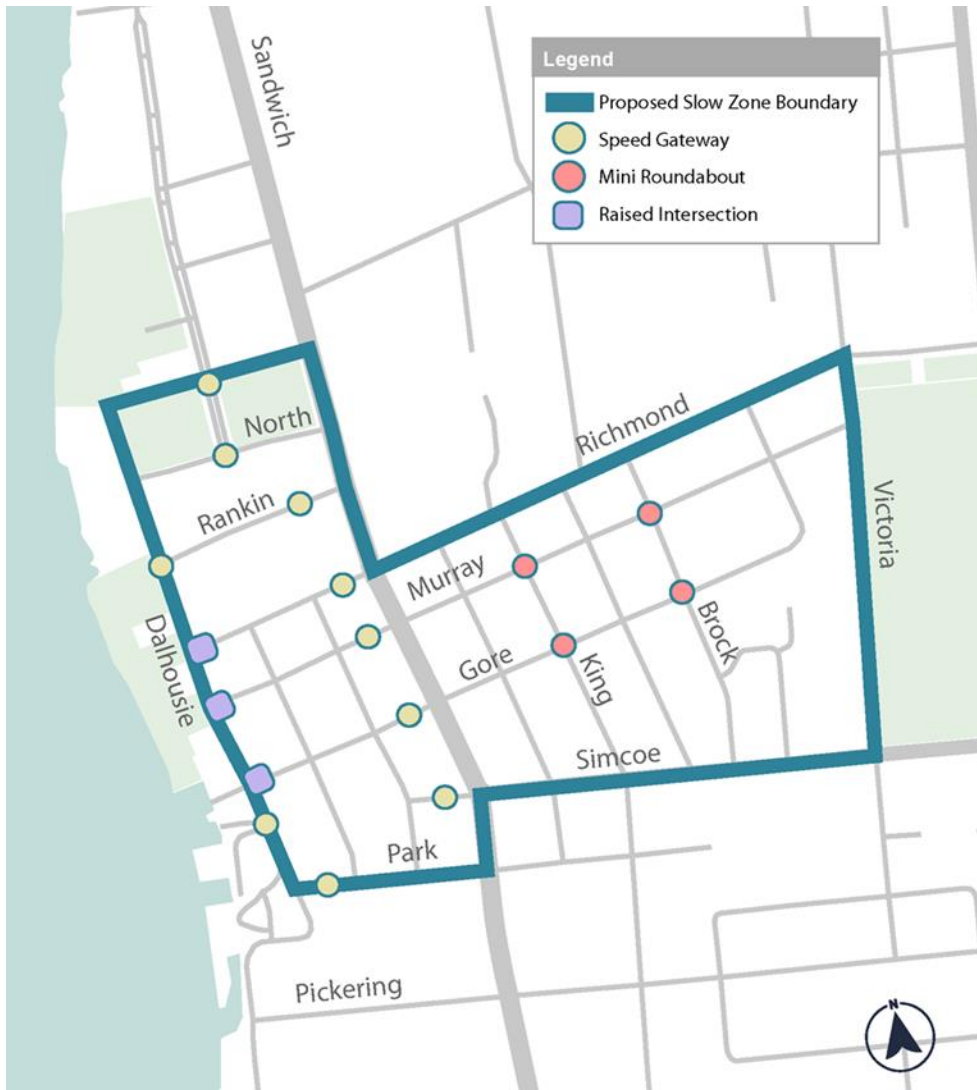 Sandwich
Legend
Proposed Slow Zone Boundary
Speed Gateway
Mini Roundabout
Raised Intersection
North
Richmond
Rankin
Victoria
Murray
Dalhousie
Gore
Brock
King
Simcoe
Park
Pickering
N